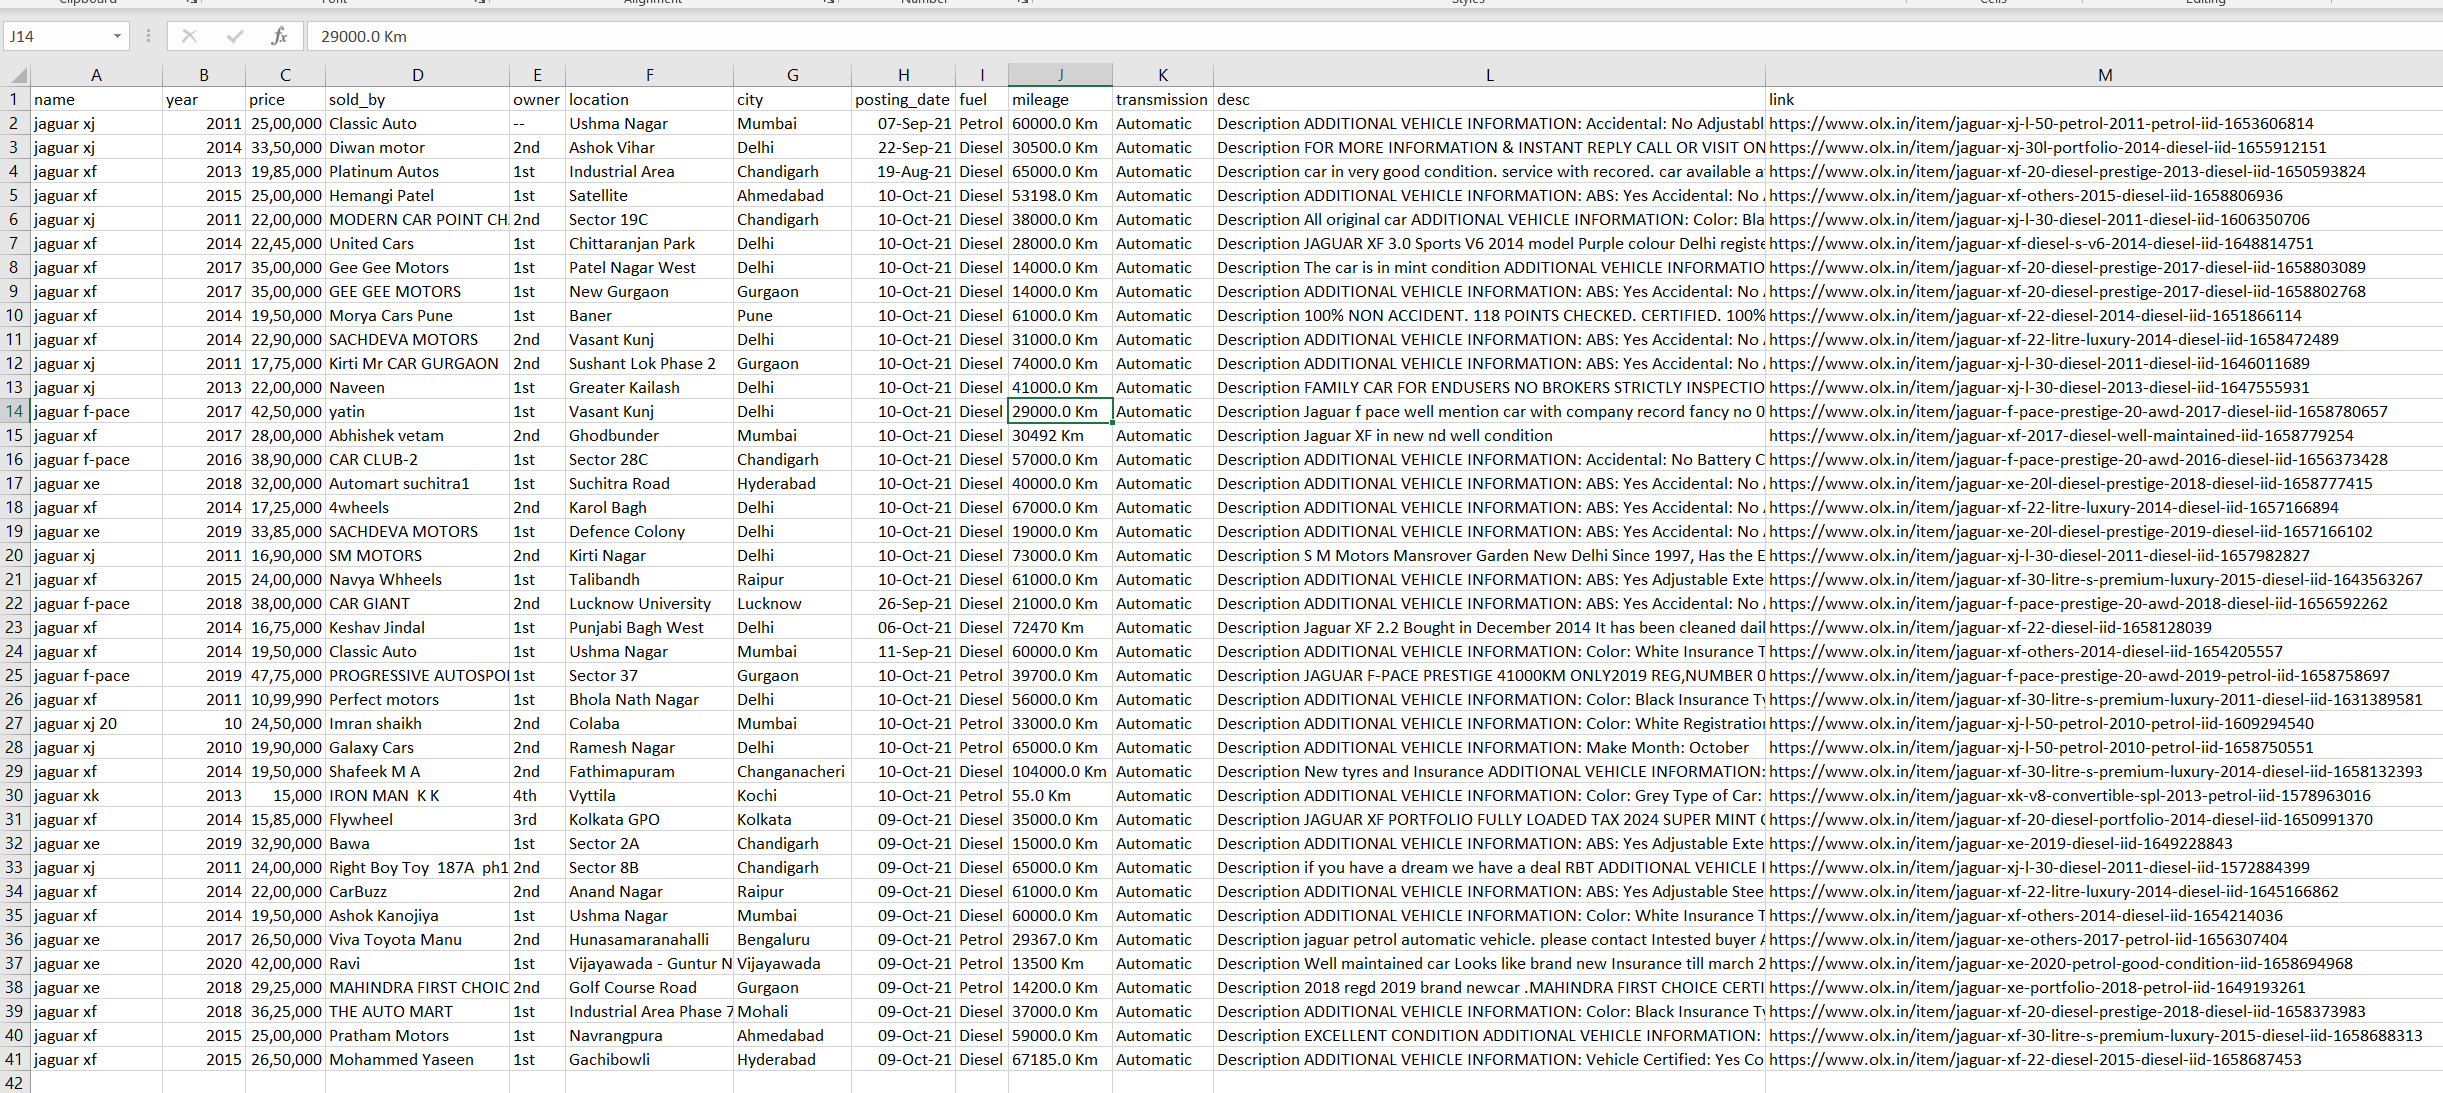 Clipboard Font Alignment Number Styles Cells Editing
J14 fx 29000.0 Km
A B C D E F G H I J K L M
1 name year price sold_by owner location city posting_date fuel mileage transmission desc link
2 jaguar xj 2011 25,00,000 Classic Auto -- Ushma Nagar Mumbai 07-Sep-21 Petrol 60000.0 Km Automatic Description ADDITIONAL VEHICLE INFORMATION: Accidental: No Adjustabl https://www.olx.in/item/jaguar-xj-l-50-petrol-2011-petrol-iid-1653606814
3 jaguar xj 2014 33,50,000 Diwan motor 2nd Ashok Vihar Delhi 22-Sep-21 Diesel 30500.0 Km Automatic Description FOR MORE INFORMATION & INSTANT REPLY CALL OR VISIT ON https://www.olx.in/item/jaguar-xj-30l-portfolio-2014-diesel-iid-1655912151
4 jaguar xf 2013 19,85,000 Platinum Autos 1st Industrial Area Chandigarh 19-Aug-21 Diesel 65000.0 Km Automatic Description car in very good condition. service with recored. car available a https://www.olx.in/item/jaguar-xf-20-diesel-prestige-2013-diesel-iid-1650593824
5 jaguar xf 2015 25,00,000 Hemangi Patel 1st Satellite Ahmedabad 10-Oct-21 Diesel 53198.0 Km Automatic Description ADDITIONAL VEHICLE INFORMATION: ABS: Yes Accidental: No https://www.olx.in/item/jaguar-xf-others-2015-diesel-iid-1658806936
6 jaguar xj 2011 22,00,000 MODERN CAR POINT CH 2nd Sector 19C Chandigarh 10-Oct-21 Diesel 38000.0 Km Automatic Description All original car ADDITIONAL VEHICLE INFORMATION: Color: Bla https://www.olx.in/item/jaguar-xj-l-30-diesel-2011-diesel-iid-1606350706
7 jaguar xf 2014 22,45,000 United Cars 1st Chittaranjan Park Delhi 10-Oct-21 Diesel 28000.0 Km Automatic Description JAGUAR XF 3.0 Sports V6 2014 model Purple colour Delhi registe https://www.olx.in/item/jaguar-xf-diesel-s-v6-2014-diesel-iid-1648814751
8 jaguar xf 2017 35,00,000 Gee Gee Motors 1st Patel Nagar West Delhi 10-Oct-21 Diesel 14000.0 Km Automatic Description The car is in mint condition ADDITIONAL VEHICLE INFORMATIO https://www.olx.in/item/jaguar-xf-20-diesel-prestige-2017-diesel-iid-1658803089
9 jaguar xf 2017 35,00,000 GEE GEE MOTORS 1st New Gurgaon Gurgaon 10-Oct-21 Diesel 14000.0 Km Automatic Description ADDITIONAL VEHICLE INFORMATION: ABS: Yes Accidental: No https://www.olx.in/item/jaguar-xf-20-diesel-prestige-2017-diesel-iid-1658802768
10 jaguar xf 2014 19,50,000 Morya Cars Pune 1st Baner Pune 10-Oct-21 Diesel 61000.0 Km Automatic Description 100% NON ACCIDENT. 118 POINTS CHECKED. CERTIFIED. 100% https://www.olx.in/item/jaguar-xf-22-diesel-2014-diesel-iid-1651866114
11 jaguar xf 2014 22,90,000 SACHDEVA MOTORS 2nd Vasant Kunj Delhi 10-Oct-21 Diesel 31000.0 Km Automatic Description ADDITIONAL VEHICLE INFORMATION: ABS: Yes Accidental: No https://www.olx.in/item/jaguar-xf-22-litre-luxury-2014-diesel-iid-1658472489
12 jaguar xj 2011 17,75,000 Kirti Mr CAR GURGAON 2nd Sushant Lok Phase 2 Gurgaon 10-Oct-21 Diesel 74000.0 Km Automatic Description ADDITIONAL VEHICLE INFORMATION: ABS: Yes Accidental: No https://www.olx.in/item/jaguar-xj-l-30-diesel-2011-diesel-iid-1646011689
13 jaguar xj 2013 22,00,000 Naveen 1st Greater Kailash Delhi 10-Oct-21 Diesel 41000.0 Km Automatic Description FAMILY CAR FOR ENDUSERS NO BROKERS STRICTLY INSPECTIO https://www.olx.in/item/jaguar-xj-l-30-diesel-2013-diesel-iid-1647555931
14 jaguar f-pace 2017 42,50,000 yatin 1st Vasant Kunj Delhi 10-Oct-21 Diesel 29000.0 Km Automatic Description Jaguar f pace well mention car with company record fancy no 0 https://www.olx.in/item/jaguar-f-pace-prestige-20-awd-2017-diesel-iid-1658780657
15 jaguar xf 2017 28,00,000 Abhishek vetam 2nd Ghodbunder Mumbai 10-Oct-21 Diesel 30492 Km Automatic Description Jaguar XF in new nd well condition https://www.olx.in/item/jaguar-xf-2017-diesel-well-maintained-iid-1658779254
16 jaguar f-pace 2016 38,90,000 CAR CLUB-2 1st Sector 28C Chandigarh 10-Oct-21 Diesel 57000.0 Km Automatic Description ADDITIONAL VEHICLE INFORMATION: Accidental: No Battery C https://www.olx.in/item/jaguar-f-pace-prestige-20-awd-2016-diesel-iid-1656373428
17 jaguar xe 2018 32,00,000 Automart suchitra1 1st Suchitra Road Hyderabad 10-Oct-21 Diesel 40000.0 Km Automatic Description ADDITIONAL VEHICLE INFORMATION: ABS: Yes Accidental: No https://www.olx.in/item/jaguar-xe-20l-diesel-prestige-2018-diesel-iid-1658777415
18 jaguar xf 2014 17,25,000 4wheels 2nd Karol Bagh Delhi 10-Oct-21 Diesel 67000.0 Km Automatic Description ADDITIONAL VEHICLE INFORMATION: ABS: Yes Accidental: No https://www.olx.in/item/jaguar-xf-22-litre-luxury-2014-diesel-iid-1657166894
19 jaguar xe 2019 33,85,000 SACHDEVA MOTORS 1st Defence Colony Delhi 10-Oct-21 Diesel 19000.0 Km Automatic Description ADDITIONAL VEHICLE INFORMATION: ABS: Yes Accidental: No https://www.olx.in/item/jaguar-xe-20l-diesel-prestige-2019-diesel-iid-1657166102
20 jaguar xj 2011 16,90,000 SM MOTORS 2nd Kirti Nagar Delhi 10-Oct-21 Diesel 73000.0 Km Automatic Description S M Motors Mansrover Garden New Delhi Since 1997, Has the E https://www.olx.in/item/jaguar-xj-l-30-diesel-2011-diesel-iid-1657982827
21 jaguar xf 2015 24,00,000 Navya Whheels 1st Talibandh Raipur 10-Oct-21 Diesel 61000.0 Km Automatic Description ADDITIONAL VEHICLE INFORMATION: ABS: Yes Adjustable Exte https://www.olx.in/item/jaguar-xf-30-litre-s-premium-luxury-2015-diesel-iid-1643563267
22 jaguar f-pace 2018 38,00,000 CAR GIANT 2nd Lucknow University Lucknow 26-Sep-21 Diesel 21000.0 Km Automatic Description ADDITIONAL VEHICLE INFORMATION: ABS: Yes Accidental: No https://www.olx.in/item/jaguar-f-pace-prestige-20-awd-2018-diesel-iid-1656592262
23 jaguar xf 2014 16,75,000 Keshav Jindal 1st Punjabi Bagh West Delhi 06-Oct-21 Diesel 72470 Km Automatic Description Jaguar XF 2.2 Bought in December 2014 It has been cleaned dail https://www.olx.in/item/jaguar-xf-22-diesel-iid-1658128039
24 jaguar xf 2014 19,50,000 Classic Auto 1st Ushma Nagar Mumbai 11-Sep-21 Diesel 60000.0 Km Automatic Description ADDITIONAL VEHICLE INFORMATION: Color: White Insurance T https://www.olx.in/item/jaguar-xf-others-2014-diesel-iid-1654205557
25 jaguar f-pace 2019 47,75,000 PROGRESSIVE AUTOSPO 1st Sector 37 Gurgaon 10-Oct-21 Petrol 39700.0 Km Automatic Description JAGUAR F-PACE PRESTIGE 41000KM ONLY2019 REG,NUMBER 0 https://www.olx.in/item/jaguar-f-pace-prestige-20-awd-2019-petrol-iid-1658758697
26 jaguar xf 2011 10,99,990 Perfect motors 1st Bhola Nath Nagar Delhi 10-Oct-21 Diesel 56000.0 Km Automatic Description ADDITIONAL VEHICLE INFORMATION: Color: Black Insurance Ty https://www.olx.in/item/jaguar-xf-30-litre-s-premium-luxury-2011-diesel-iid-1631389581
27 jaguar xj 20 10 24,50,000 Imran shaikh 2nd Colaba Mumbai 10-Oct-21 Petrol 33000.0 Km Automatic Description ADDITIONAL VEHICLE INFORMATION: Color: White Registratio https://www.olx.in/item/jaguar-xj-l-50-petrol-2010-petrol-iid-1609294540
28 jaguar xj 2010 19,90,000 Galaxy Cars 2nd Ramesh Nagar Delhi 10-Oct-21 Petrol 65000.0 Km Automatic Description ADDITIONAL VEHICLE INFORMATION: Make Month: October https://www.olx.in/item/jaguar-xj-l-50-petrol-2010-petrol-iid-1658750551
29 jaguar xf 2014 19,50,000 Shafeek M A 2nd Fathimapuram Changanacheri 10-Oct-21 Diesel 104000.0 Km Automatic Description New tyres and Insurance ADDITIONAL VEHICLE INFORMATION: https://www.olx.in/item/jaguar-xf-30-litre-s-premium-luxury-2014-diesel-iid-1658132393
30 jaguar xk 2013 15,000 IRON MAN K K 4th Vyttila Kochi 10-Oct-21 Petrol 55.0 Km Automatic Description ADDITIONAL VEHICLE INFORMATION: Color: Grey Type of Car: https://www.olx.in/item/jaguar-xk-v8-convertible-spl-2013-petrol-iid-1578963016
31 jaguar xf 2014 15,85,000 Flywheel 3rd Kolkata GPO Kolkata 09-Oct-21 Diesel 35000.0 Km Automatic Description JAGUAR XF PORTFOLIO FULLY LOADED TAX 2024 SUPER MINT https://www.olx.in/item/jaguar-xf-20-diesel-portfolio-2014-diesel-iid-1650991370
32 jaguar xe 2019 32,90,000 Bawa 1st Sector 2A Chandigarh 09-Oct-21 Diesel 15000.0 Km Automatic Description ADDITIONAL VEHICLE INFORMATION: ABS: Yes Adjustable Exte https://www.olx.in/item/jaguar-xe-2019-diesel-iid-1649228843
33 jaguar xj 2011 24,00,000 Right Boy Toy 187A ph1 2nd Sector 8B Chandigarh 09-Oct-21 Diesel 65000.0 Km Automatic Description if you have a dream we have a deal RBT ADDITIONAL VEHICLE I https://www.olx.in/item/jaguar-xj-l-30-diesel-2011-diesel-iid-1572884399
34 jaguar xf 2014 22,00,000 CarBuzz 2nd Anand Nagar Raipur 09-Oct-21 Diesel 61000.0 Km Automatic Description ADDITIONAL VEHICLE INFORMATION: ABS: Yes Adjustable Stee https://www.olx.in/item/jaguar-xf-22-litre-luxury-2014-diesel-iid-1645166862
35 jaguar xf 2014 19,50,000 Ashok Kanojiya 1st Ushma Nagar Mumbai 09-Oct-21 Diesel 60000.0 Km Automatic Description ADDITIONAL VEHICLE INFORMATION: Color: White Insurance T https://www.olx.in/item/jaguar-xf-others-2014-diesel-iid-1654214036
36 jaguar xe 2017 26,50,000 Viva Toyota Manu 2nd Hunasamaranahalli Bengaluru 09-Oct-21 Petrol 29367.0 Km Automatic Description jaguar petrol automatic vehicle. please contact Intested buyer https://www.olx.in/item/jaguar-xe-others-2017-petrol-iid-1656307404
37 jaguar xe 2020 42,00,000 Ravi 1st Vijayawada - Guntur N Vijayawada 09-Oct-21 Petrol 13500 Km Automatic Description Well maintained car Looks like brand new Insurance till march 2 https://www.olx.in/item/jaguar-xe-2020-petrol-good-condition-iid-1658694968
38 jaguar xe 2018 29,25,000 MAHINDRA FIRST CHOIC 2nd Golf Course Road Gurgaon 09-Oct-21 Petrol 14200.0 Km Automatic Description 2018 regd 2019 brand newcar .MAHINDRA FIRST CHOICE CERTI https://www.olx.in/item/jaguar-xe-portfolio-2018-petrol-iid-1649193261
39 jaguar xf 2018 36,25,000 THE AUTO MART 1st Industrial Area Phase 7 Mohali 09-Oct-21 Diesel 37000.0 Km Automatic Description ADDITIONAL VEHICLE INFORMATION: Color: Black Insurance Ty https://www.olx.in/item/jaguar-xf-20-diesel-prestige-2018-diesel-iid-1658373983
40 jaguar xf 2015 25,00,000 Pratham Motors 1st Navrangpura Ahmedabad 09-Oct-21 Diesel 59000.0 Km Automatic Description EXCELLENT CONDITION ADDITIONAL VEHICLE INFORMATION: https://www.olx.in/item/jaguar-xf-30-litre-s-premium-luxury-2015-diesel-iid-1658688313
41 jaguar xf 2015 26,50,000 Mohammed Yaseen 1st Gachibowli Hyderabad 09-Oct-21 Diesel 67185.0 Km Automatic Description ADDITIONAL VEHICLE INFORMATION: Vehicle Certified: Yes Co https://www.olx.in/item/jaguar-xf-22-diesel-2015-diesel-iid-1658687453
42